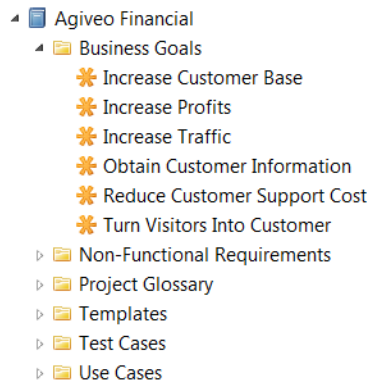 Agiveo Financial
Business Goals
Increase Customer Base
Increase Profits
Increase Traffic
Obtain Customer Information
Reduce Customer Support Cost
Turn Visitors Into Customer
Non-Functional Requirements
Project Glossary
Templates
Test Cases
Use Cases